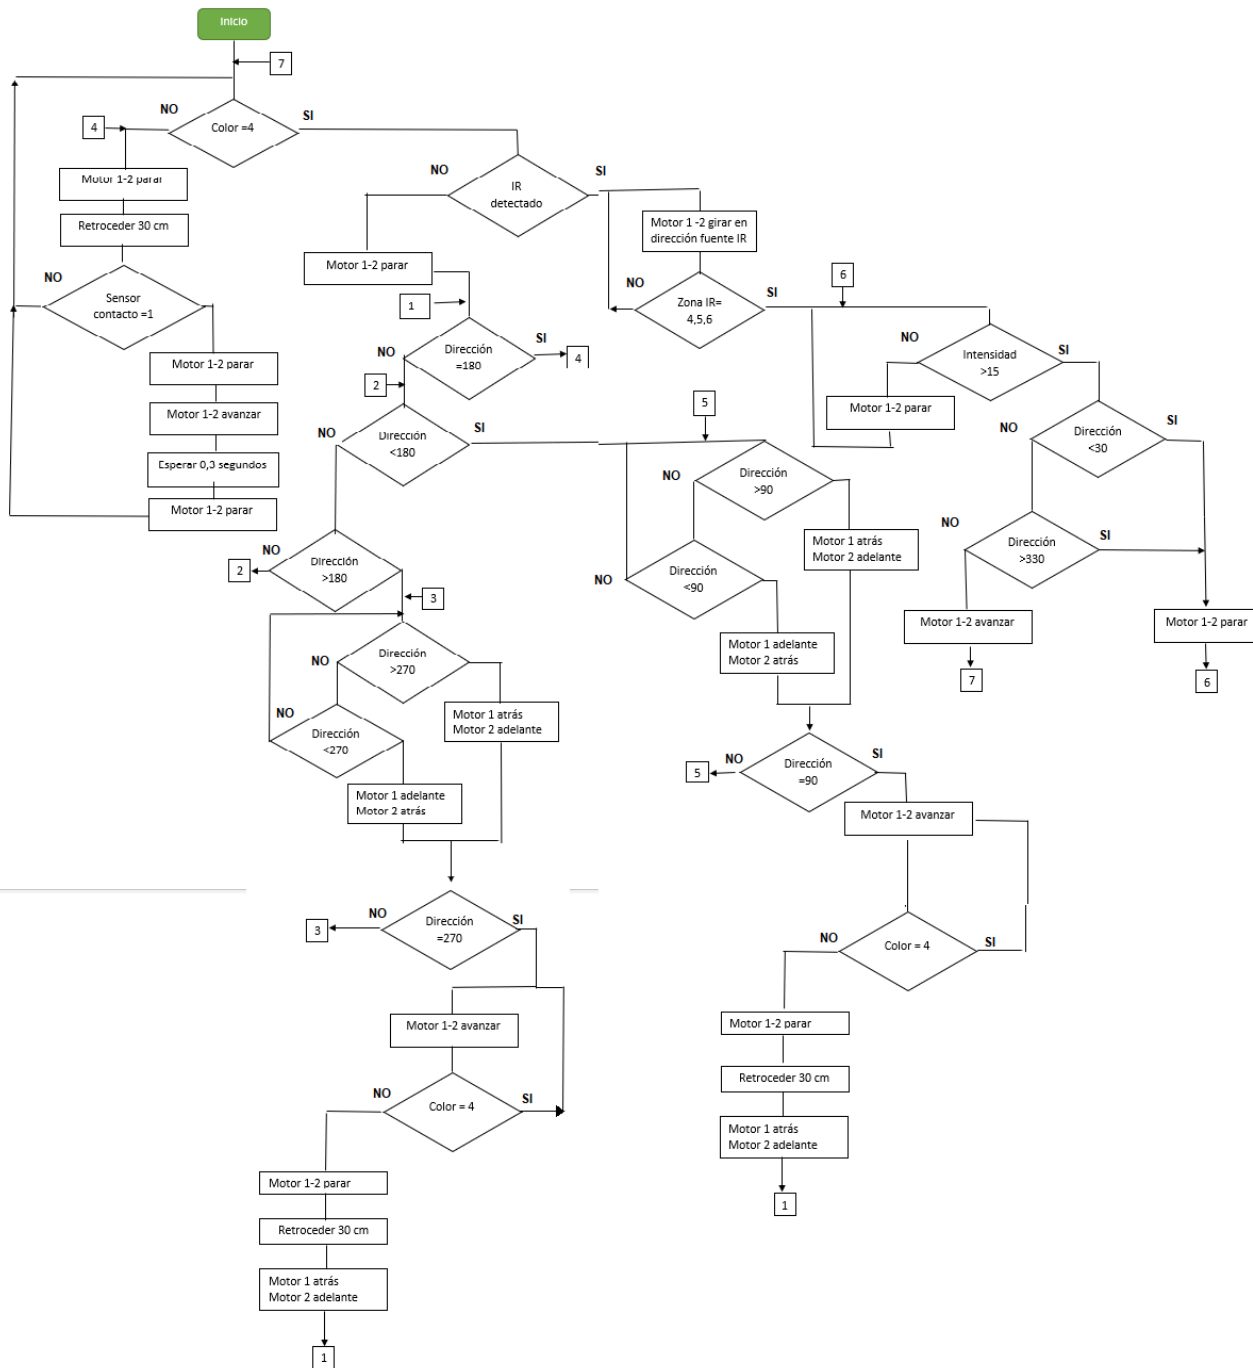 Inicio
7
NO
SI
Color =4
4
NO
SI
Motor 1-2 parar
IR
detectado
Retroceder 30 cm
Motor 1 -2 girar en
dirección fuente IR
Motor 1-2 parar
6
NO
NO
SI
Sensor
contacto =1
1
Zona IR=
4,5,6
NO
SI
Intensidad
>15
NO
SI
Dirección
=180
4
Motor 1-2 parar
2
5
Motor 1-2 parar
Motor 1-2 avanzar
NO
SI
Dirección
<180
NO
SI
Dirección
<30
Esperar 0,3 segundos
NO
Dirección
>90
Motor 1-2 parar
NO
SI
Dirección
>330
Motor 1 atrás
Motor 2 adelante
NO
Dirección
>180
2
NO
Dirección
<90
3
Motor 1-2 avanzar
Motor 1-2 parar
Motor 1 adelante
Motor 2 atrás
NO
Dirección
>270
7
6
NO
Dirección
<270
Motor 1 atrás
Motor 2 adelante
5
NO
SI
Dirección
=90
Motor 1 adelante
Motor 2 atrás
Motor 1-2 avanzar
3
NO
SI
Dirección
=270
NO
SI
Color = 4
Motor 1-2 avanzar
Motor 1-2 parar
NO
SI
Color = 4
Retroceder 30 cm
Motor 1 atrás
Motor 2 adelante
Motor 1-2 parar
1
Retroceder 30 cm
Motor 1 atrás
Motor 2 adelante
1